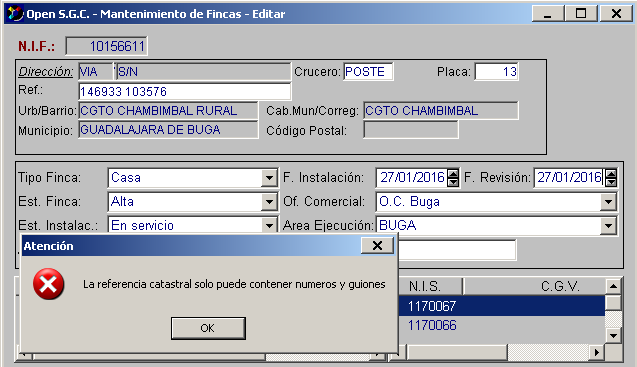 Open S.G.C. - Mantenimiento de Fincas - Editar
N.I.F.: 10156611
Dirección: VIA S/N Crucero: POSTE Placa: 13
Ref.: 146933 103576
Urb/Barrio: CGTO CHAMBIMBAL RURAL Cab.Mun/Correg: CGTO CHAMBIMBAL
Municipio: GUADALAJARA DE BUGA Código Postal:
Tipo Finca: Casa F. Instalación: 27/01/2016 F. Revisión: 27/01/2016
Est. Finca: Alta Of. Comercial: O.C. Buga
Est. Instalac.: En servicio Area Ejecución: BUGA
Atención
La referencia catastral solo puede contener numeros y guiones
OK
N.I.S. C.G.V.
1170067
1170066